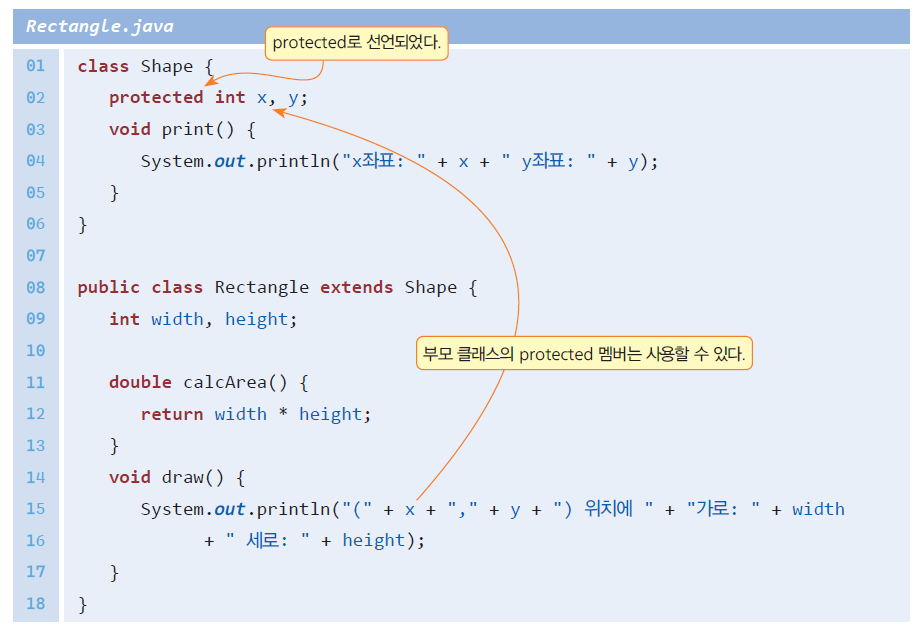 Rectangle.java
protected로 선언되었다.
01 class Shape {
02 protected int x, y;
03 void print() {
04 System.out.println("x좌표: " + x + " y좌표: " + y);
05 }
06 }
07
08 public class Rectangle extends Shape {
09 int width, height;
10
부모 클래스의 protected 멤버는 사용할 수 있다.
11 double calcArea() {
12 return width * height;
13 }
14 void draw() {
15 System.out.println("(" + x + "," + y + ") 위치에 " + "가로: " + width
16 + " 세로: " + height);
17 }
18 }